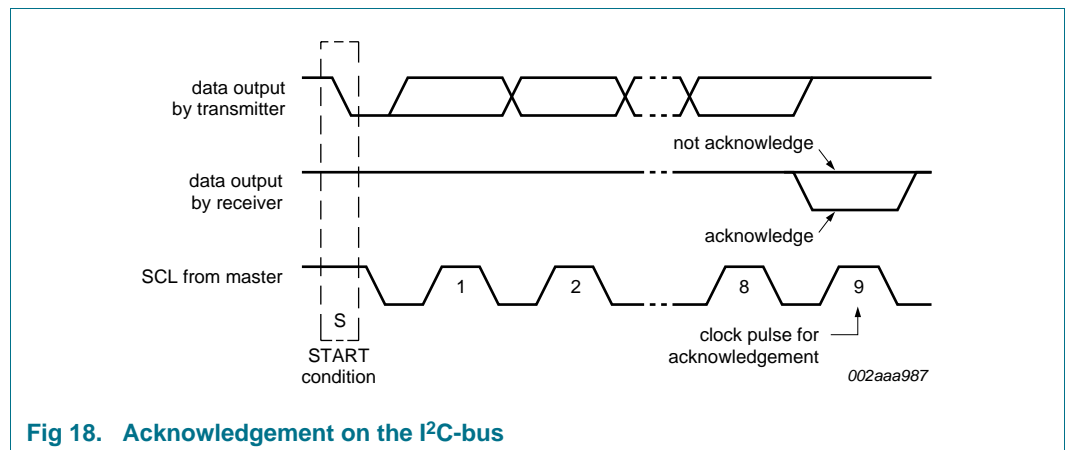 data output
by transmitter
not acknowledge
data output
by receiver
acknowledge
SCL from master
1
2
8
9
S
START
condition
clock pulse for
acknowledgement
002aaa987
Fig 18. Acknowledgement on the I²C-bus